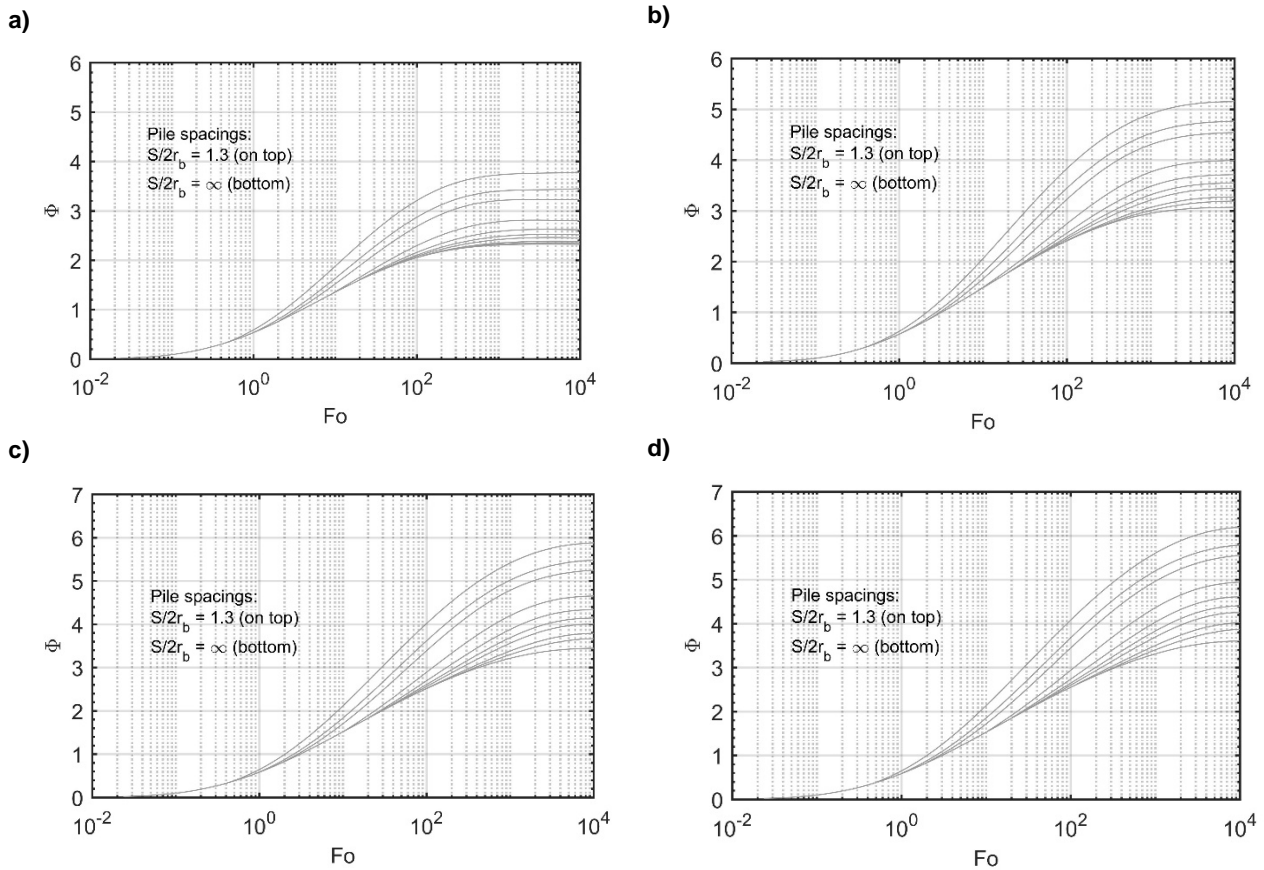 a)
6
5
4
3
2
1
0
Φ
Pile spacings:
S/2r_b = 1.3 (on top)
S/2r_b = ∞ (bottom)
10^-2 10^0 10^2 10^4
Fo
b)
6
5
4
3
2
1
0
Φ
Pile spacings:
S/2r_b = 1.3 (on top)
S/2r_b = ∞ (bottom)
10^-2 10^0 10^2 10^4
Fo
c)
7
6
5
4
3
2
1
0
Φ
Pile spacings:
S/2r_b = 1.3 (on top)
S/2r_b = ∞ (bottom)
10^-2 10^0 10^2 10^4
Fo
d)
7
6
5
4
3
2
1
0
Φ
Pile spacings:
S/2r_b = 1.3 (on top)
S/2r_b = ∞ (bottom)
10^-2 10^0 10^2 10^4
Fo